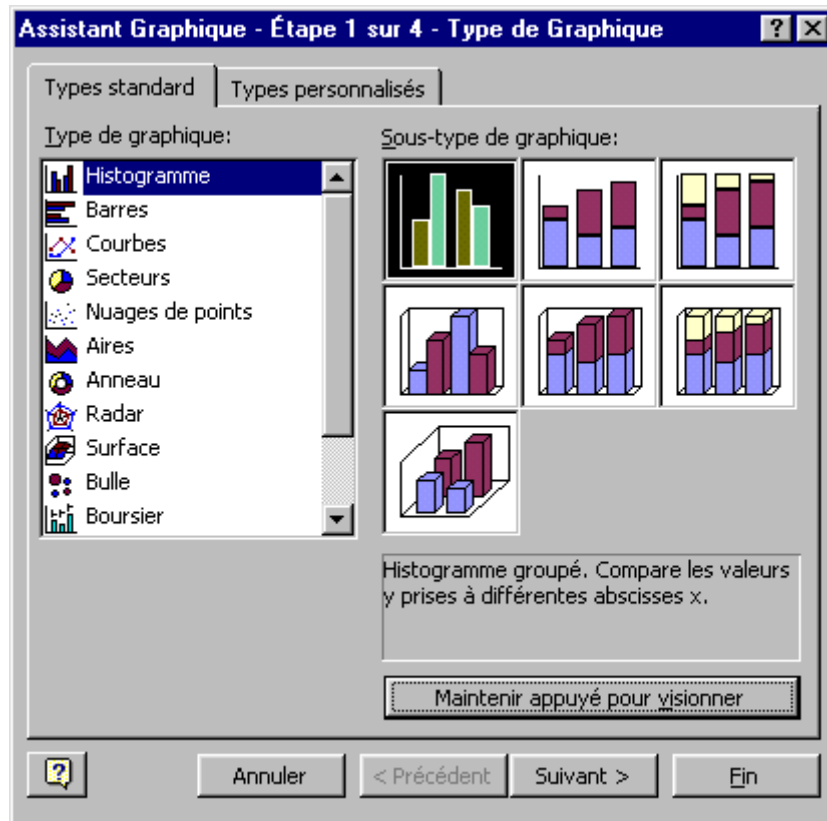 Assistant Graphique - Étape 1 sur 4 - Type de Graphique
Types standard
Types personnalisés
Type de graphique:
Histogramme
Barres
Courbes
Secteurs
Nuages de points
Aires
Anneau
Radar
Surface
Bulle
Boursier
Sous-type de graphique:
Histogramme groupé. Compare les valeurs
y prises à différentes abscisses x.
Maintenir appuyé pour visionner
Annuler
< Précédent
Suivant >
Fin